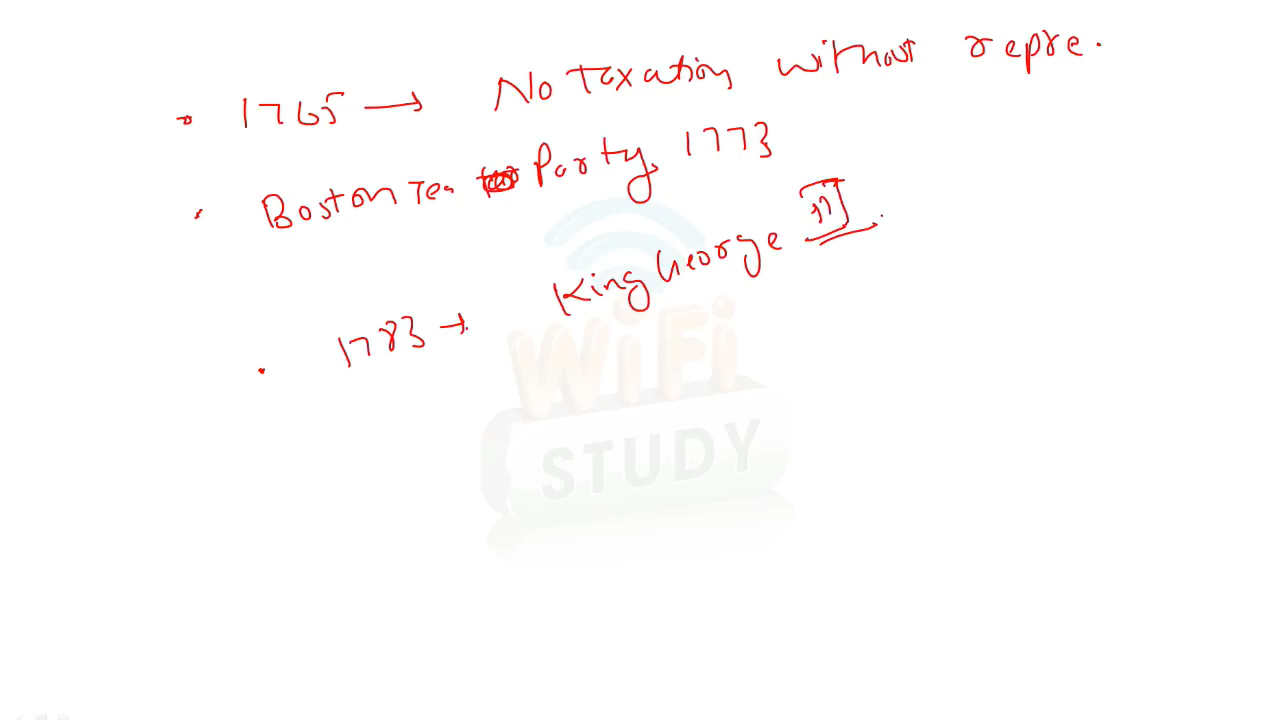 • 1765 → No Taxation without repre.
• Boston Tea Party, 1773
• 1783 → King George III
WiFi
STUDY